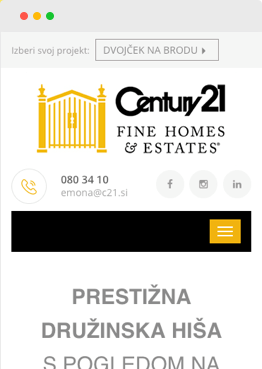 Izberi svoj projekt: DVOJČEK NA BRODU
Century 21
FINE HOMES
& ESTATES®
080 34 10
emona@c21.si
PRESTIŽNA
DRUŽINSKA HIŠA
S POGLEDOM NA